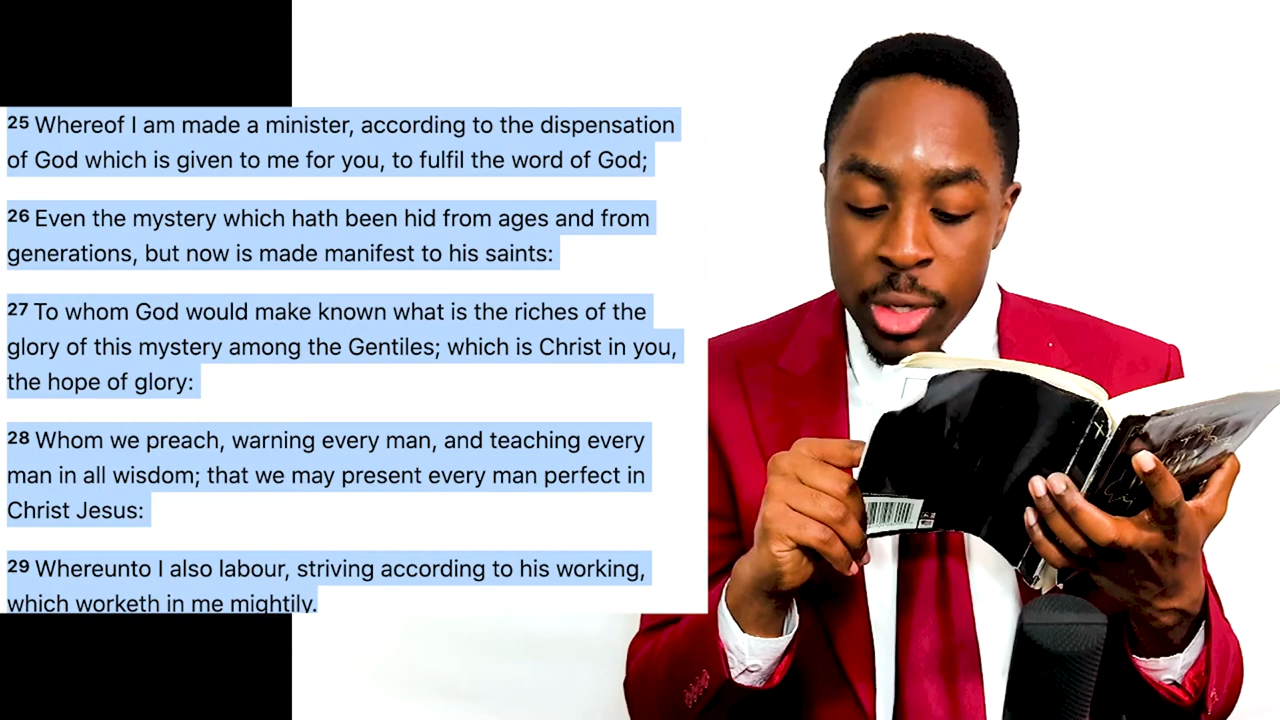 25 Whereof I am made a minister, according to the dispensation
of God which is given to me for you, to fulfil the word of God;
26 Even the mystery which hath been hid from ages and from
generations, but now is made manifest to his saints:
27 To whom God would make known what is the riches of the
glory of this mystery among the Gentiles; which is Christ in you,
the hope of glory:
28 Whom we preach, warning every man, and teaching every
man in all wisdom; that we may present every man perfect in
Christ Jesus:
29 Whereunto I also labour, striving according to his working,
which worketh in me mightily.